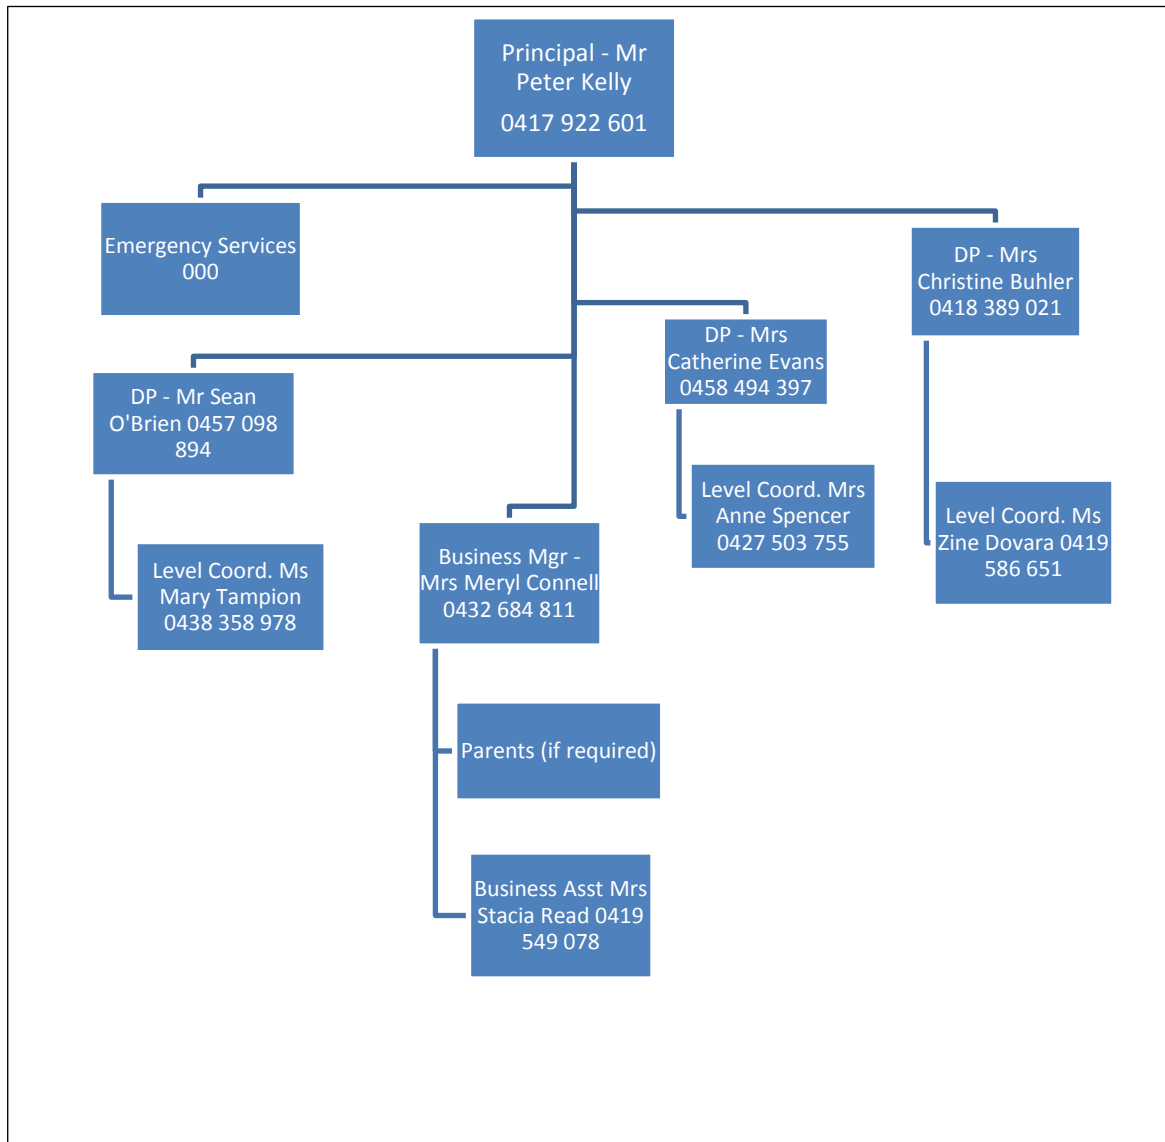 Principal - Mr
Peter Kelly
0417 922 601
Emergency Services
000
DP - Mrs
Christine Buhler
0418 389 021
DP - Mrs
Catherine Evans
0458 494 397
DP - Mr Sean
O'Brien 0457 098
894
Level Coord. Mrs
Anne Spencer
0427 503 755
Level Coord. Ms
Zine Dovara 0419
586 651
Business Mgr -
Mrs Meryl Connell
0432 684 811
Level Coord. Ms
Mary Tampion
0438 358 978
Parents (if required)
Business Asst Mrs
Stacia Read 0419
549 078